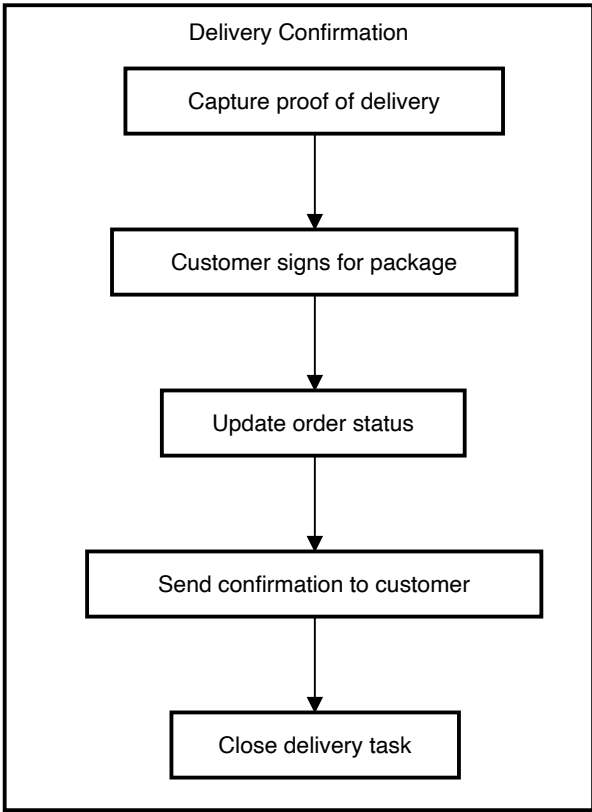 Delivery Confirmation
Capture proof of delivery
Customer signs for package
Update order status
Send confirmation to customer
Close delivery task